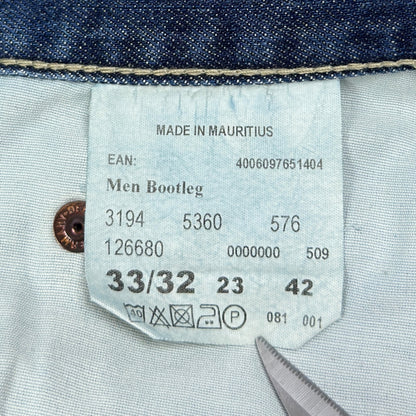 MADE IN MAURITIUS
EAN: 4006097651404
Men Bootleg
3194 5360 576
126680 0000000 509
33/32 23 42
40 P 081 001